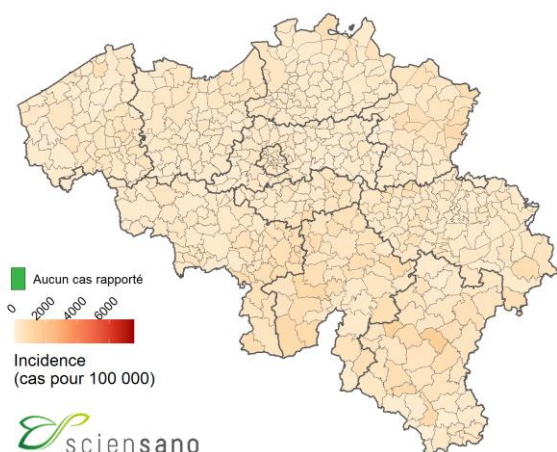 Aucun cas rapporté
0 2000 4000 6000
Incidence
(cas pour 100 000)
sciensano